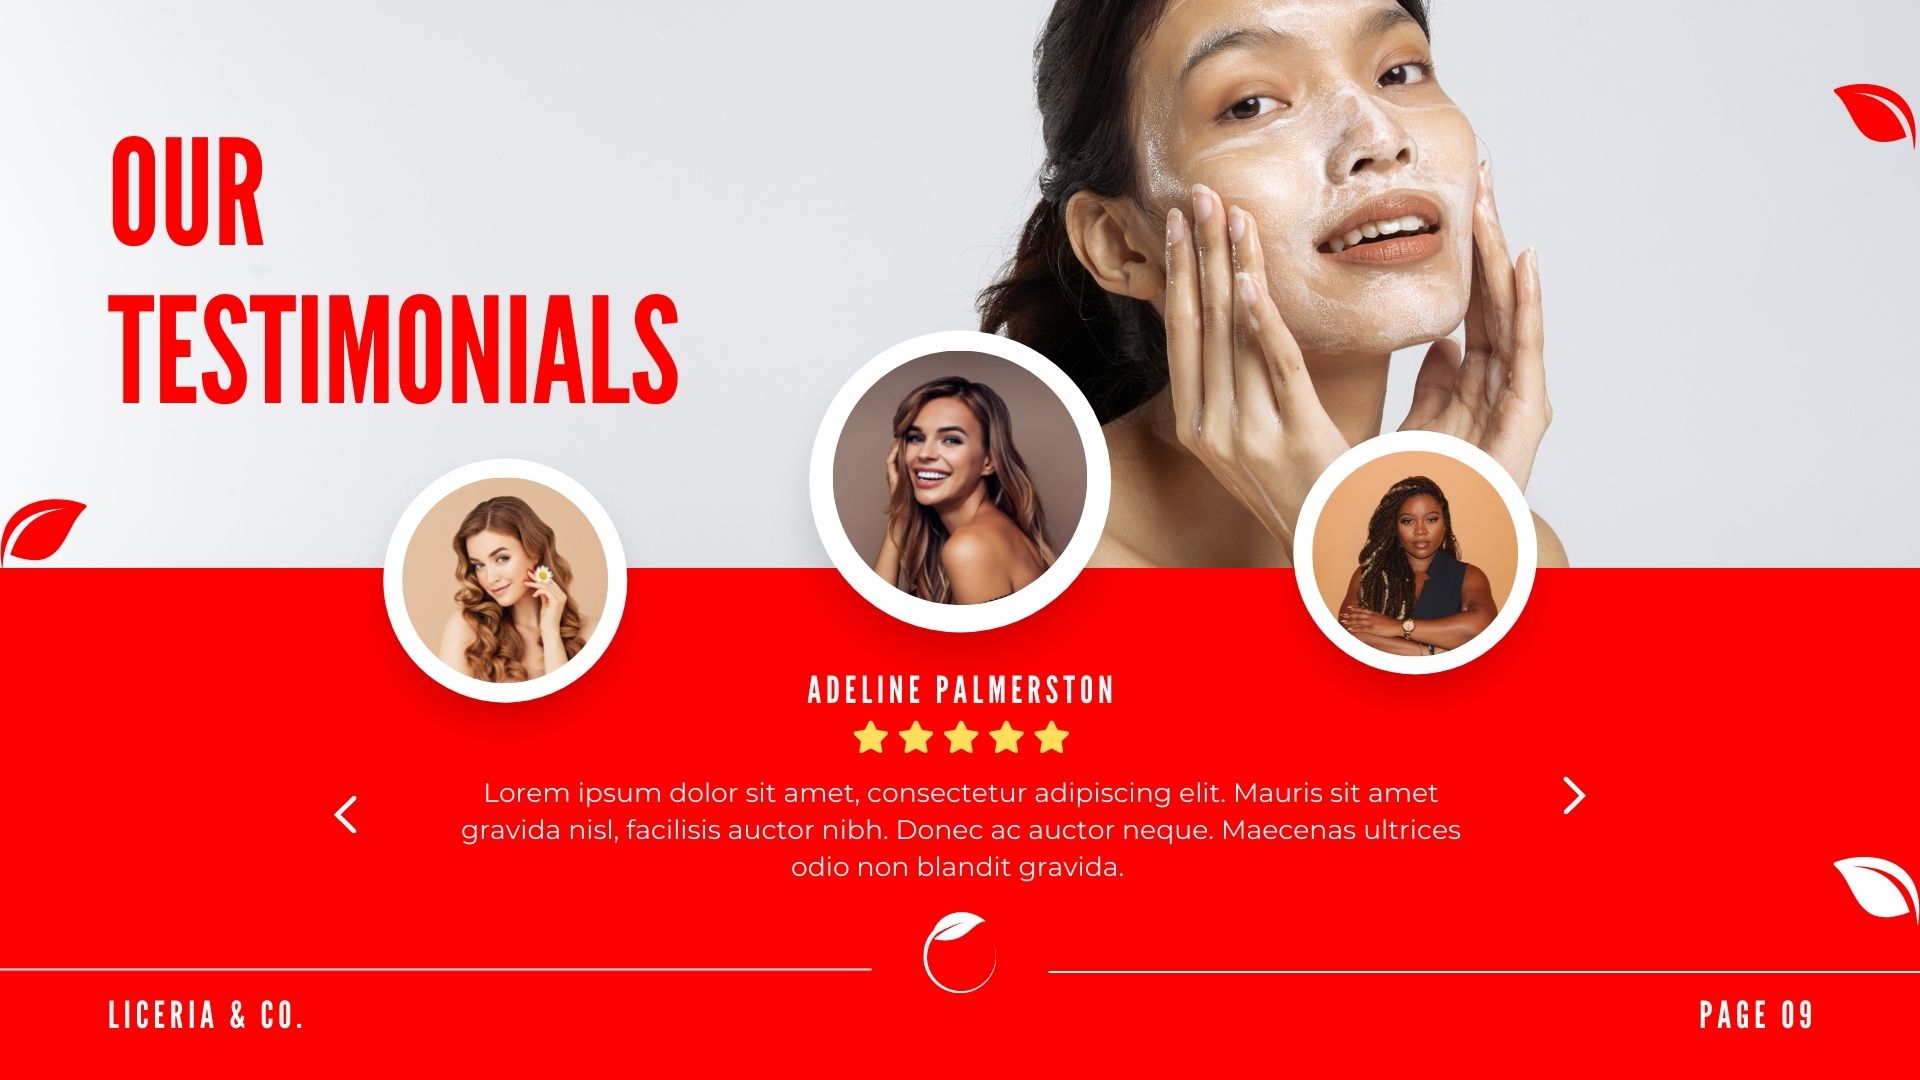 OUR
TESTIMONIALS
ADELINE PALMERSTON
Lorem ipsum dolor sit amet, consectetur adipiscing elit. Mauris sit amet
gravida nisl, facilisis auctor nibh. Donec ac auctor neque. Maecenas ultrices
odio non blandit gravida.
LICERIA & CO.
PAGE 09